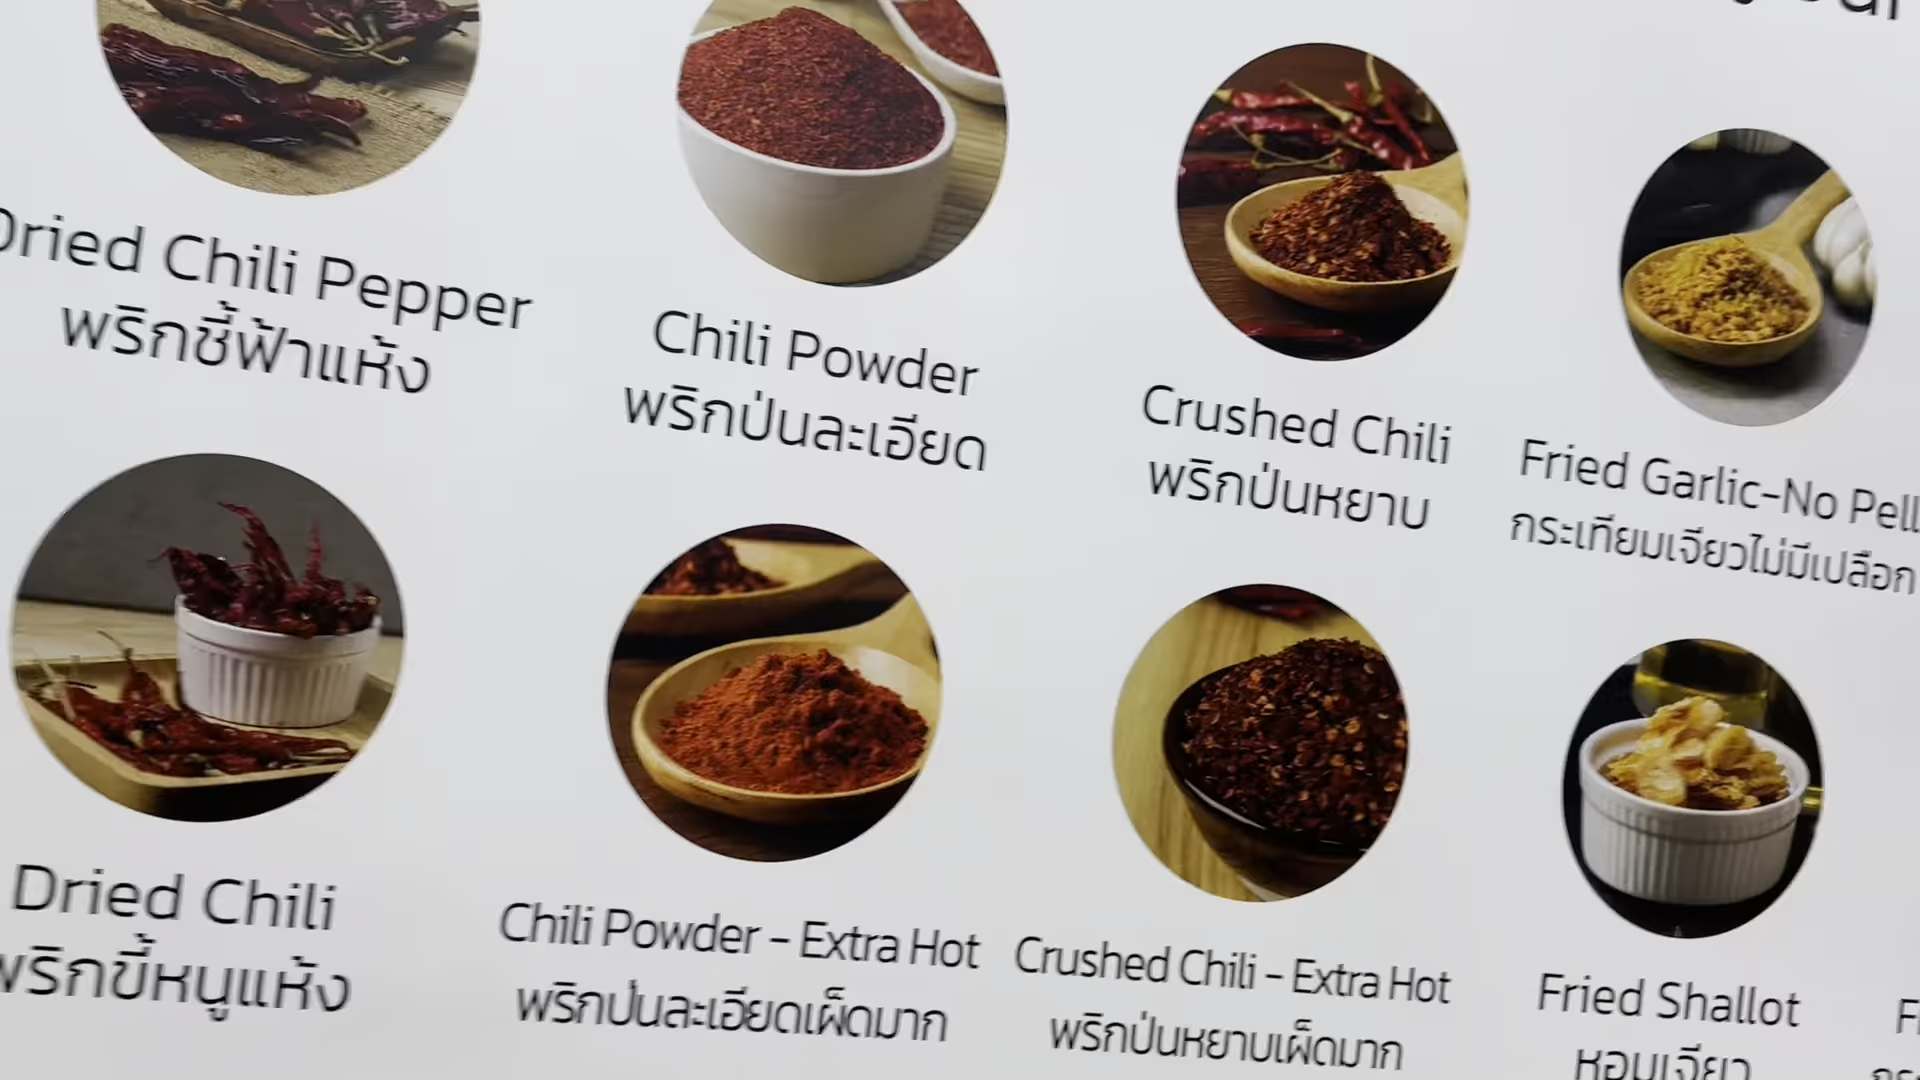 Dried Chili Pepper
พริกชี้ฟ้าแห้ง
Chili Powder
พริกป่นละเอียด
Crushed Chili
พริกป่นหยาบ
Fried Garlic-No Pell
กระเทียมเจียวไม่มีเปลือก
Dried Chili
พริกขี้หนูแห้ง
Chili Powder - Extra Hot
พริกป่นละเอียดเผ็ดมาก
Crushed Chili - Extra Hot
พริกป่นหยาบเผ็ดมาก
Fried Shallot
หอมเจียว